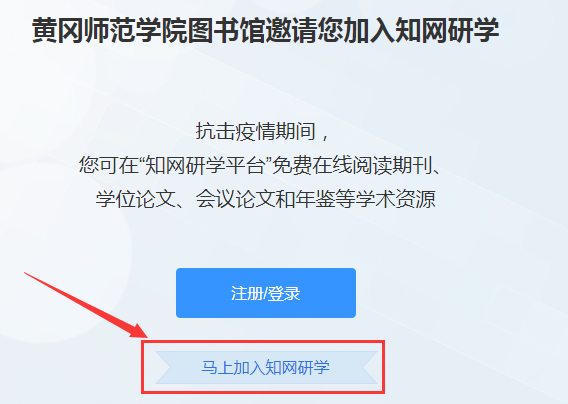 黄冈师范学院图书馆邀请您加入知网研学
抗击疫情期间，
您可在“知网研学平台”免费在线阅读期刊、
学位论文、会议论文和年鉴等学术资源
注册/登录
马上加入知网研学